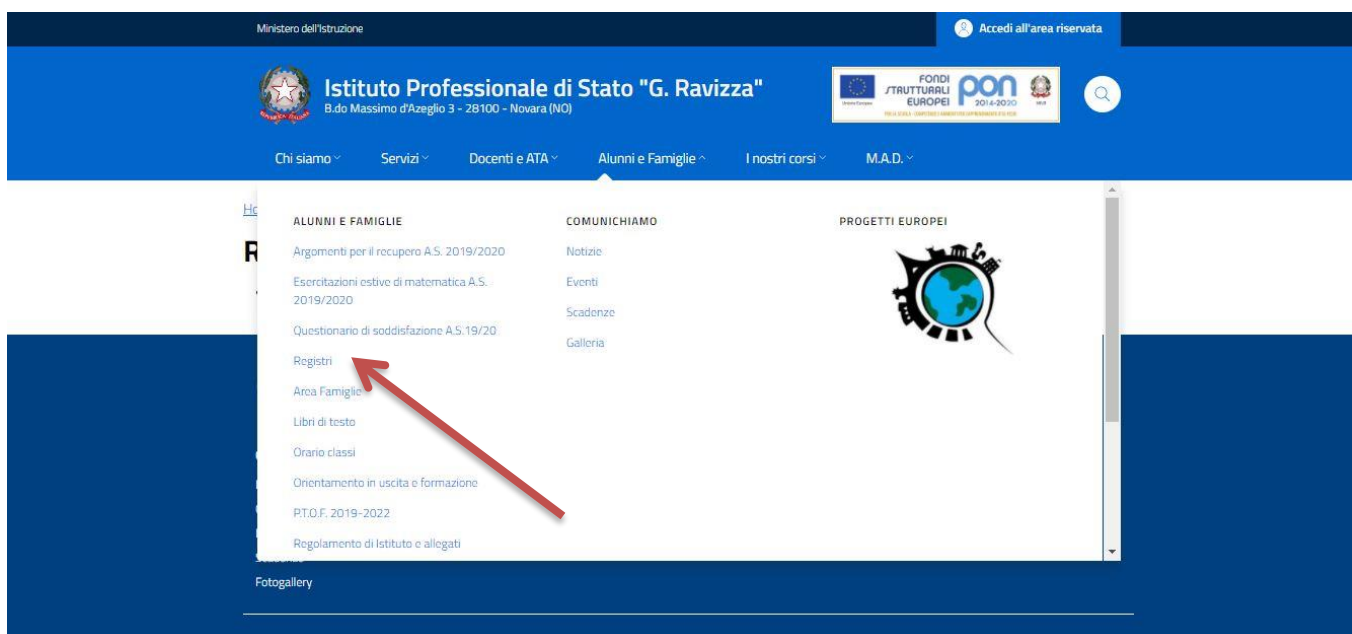 Ministero dell'Istruzione
Accedi all'area riservata
Istituto Professionale di Stato "G. Ravizza"
B.do Massimo d'Azeglio 3 - 28100 - Novara (NO)
FONDI
STRUTTURALI
EUROPEI
pon
2014-2020
Chi siamo
Servizi
Docenti e ATA
Alunni e Famiglie
I nostri corsi
M.A.D.
ALUNNI E FAMIGLIE
Argomenti per il recupero A.S. 2019/2020
Esercitazioni estive di matematica A.S.
2019/2020
Questionario di soddisfazione A.S.19/20
Registri
Area Famiglie
Libri di testo
Orario classi
Orientamento in uscita e formazione
P.T.O.F. 2019-2022
Regolamento di Istituto e allegati
COMUNICHIAMO
Notizie
Eventi
Scadenze
Galleria
PROGETTI EUROPEI
Fotogallery